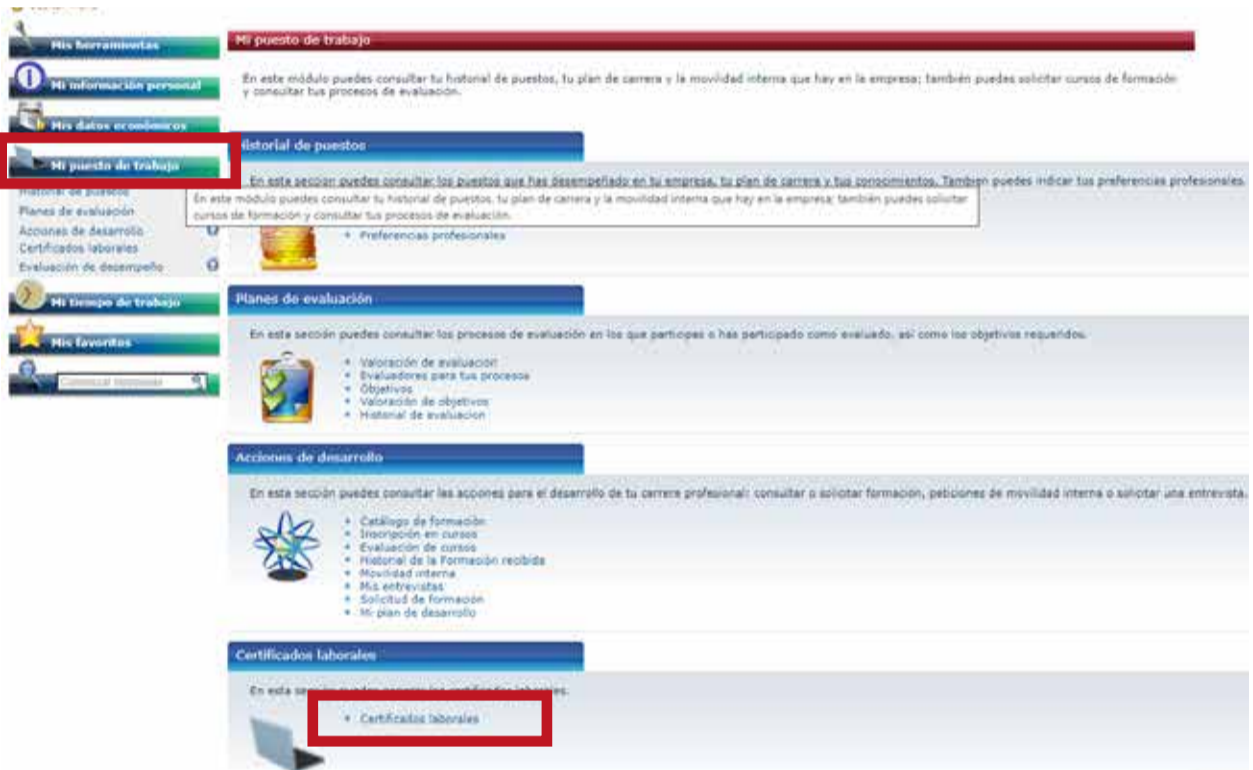 Mis herramientas
Mi información personal
Mis datos económicos
Mi puesto de trabajo
Historial de puestos
Planes de evaluación
Acciones de desarrollo
Certificados laborales
Evaluación de desempeño
Mi tiempo de trabajo
Mis favoritos
Mi puesto de trabajo
En este módulo puedes consultar tu historial de puestos, tu plan de carrera y la movilidad interna que hay en la empresa; también puedes solicitar cursos de formación
y consultar tus procesos de evaluación.
Historial de puestos
En esta sección puedes consultar los puestos que has desempeñado en tu empresa, tu plan de carrera y tus conocimientos. Tambien puedes indicar tus preferencias profesionales.
En este módulo puedes consultar tu historial de puestos, tu plan de carrera y la movilidad interna que hay en la empresa; también puedes solicitar
cursos de formación y consultar tus procesos de evaluación.
• Preferencias profesionales
Planes de evaluación
En esta sección puedes consultar los procesos de evaluación en los que participes o has participado como evaluado, así como los objetivos requeridos.
• Valoración de evaluacion
• Evaluadores para tus procesos
• Objetivos
• Valoración de objetivos
• Historial de evaluacion
Acciones de desarrollo
En esta sección puedes consultar las acciones para el desarrollo de tu carrera profesional: consultar o solicitar formación, peticiones de movilidad interna o solicitar una entrevista.
• Catálogo de formación
• Inscripción en cursos
• Evaluación de cursos
• Historial de la Formación recibida
• Movilidad interna
• Mis entrevistas
• Solicitud de formación
• Mi plan de desarrollo
Certificados laborales
En esta
• Certificados laborales